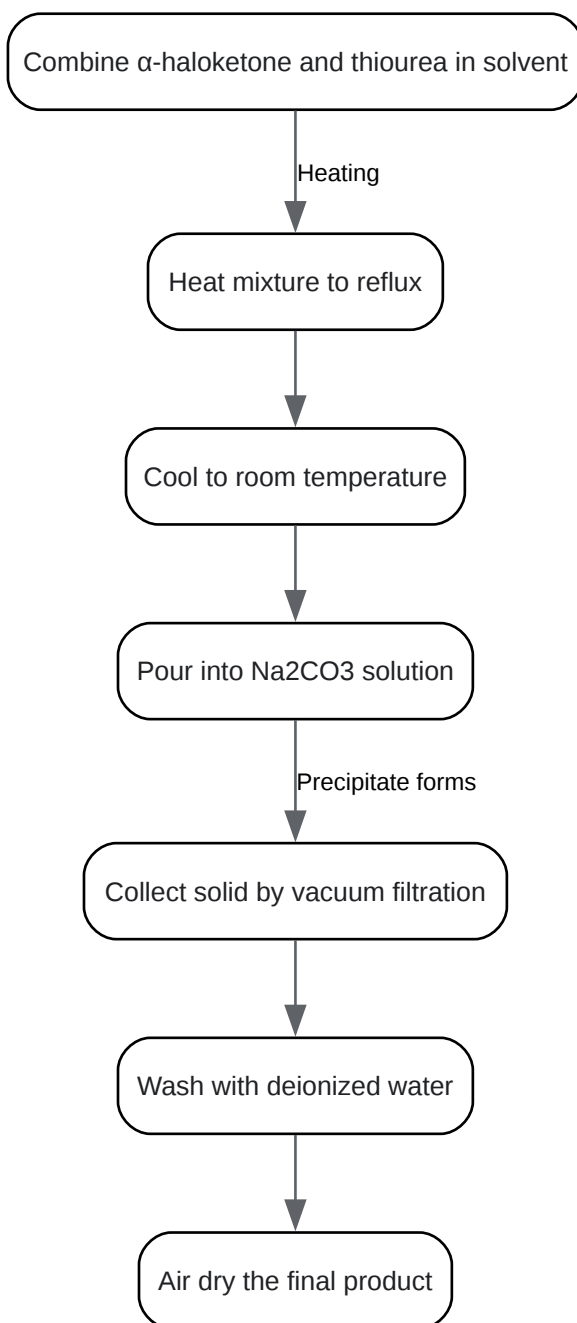 Combine α-haloketone and thiourea in solvent
Heating
Heat mixture to reflux
Cool to room temperature
Pour into Na2CO3 solution
Precipitate forms
Collect solid by vacuum filtration
Wash with deionized water
Air dry the final product